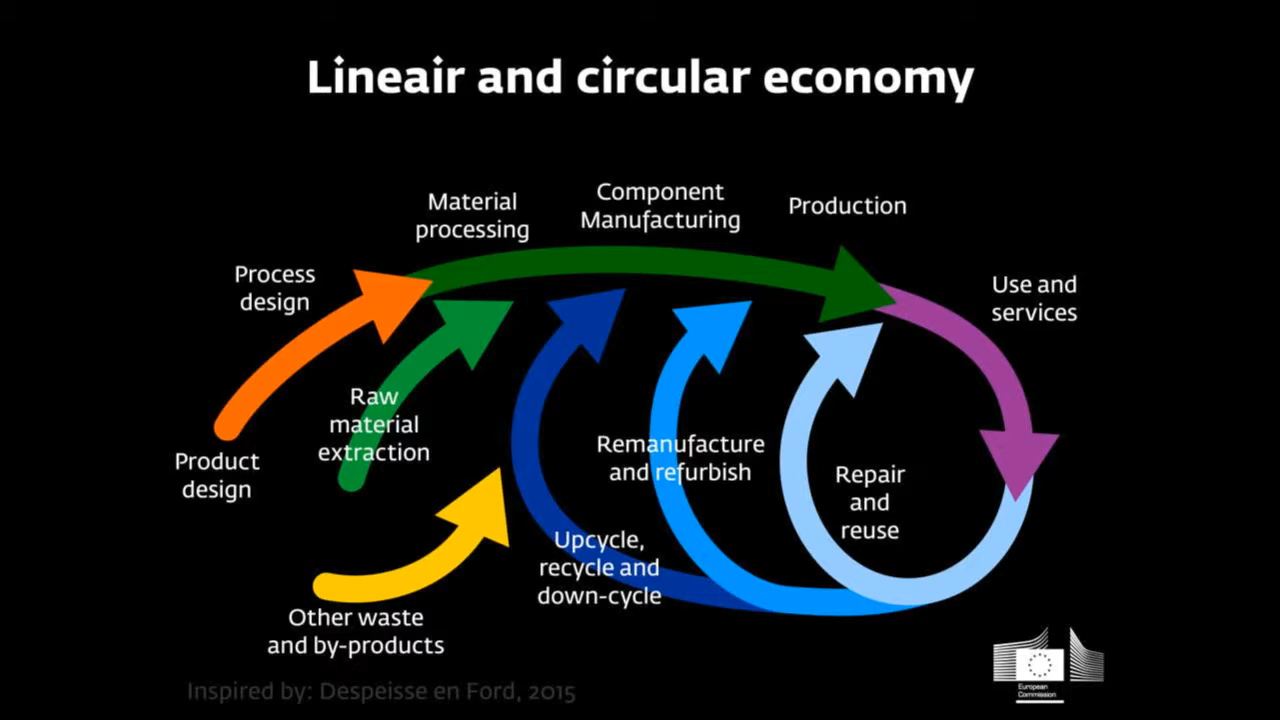 Lineair and circular economy
Material
processing
Component
Manufacturing
Production
Process
design
Use and
services
Raw
material
extraction
Product
design
Remanufacture
and refurbish
Repair
and
reuse
Upcycle,
recycle and
down-cycle
Other waste
and by-products
Inspired by: Despeisse en Ford, 2015
European
Commission